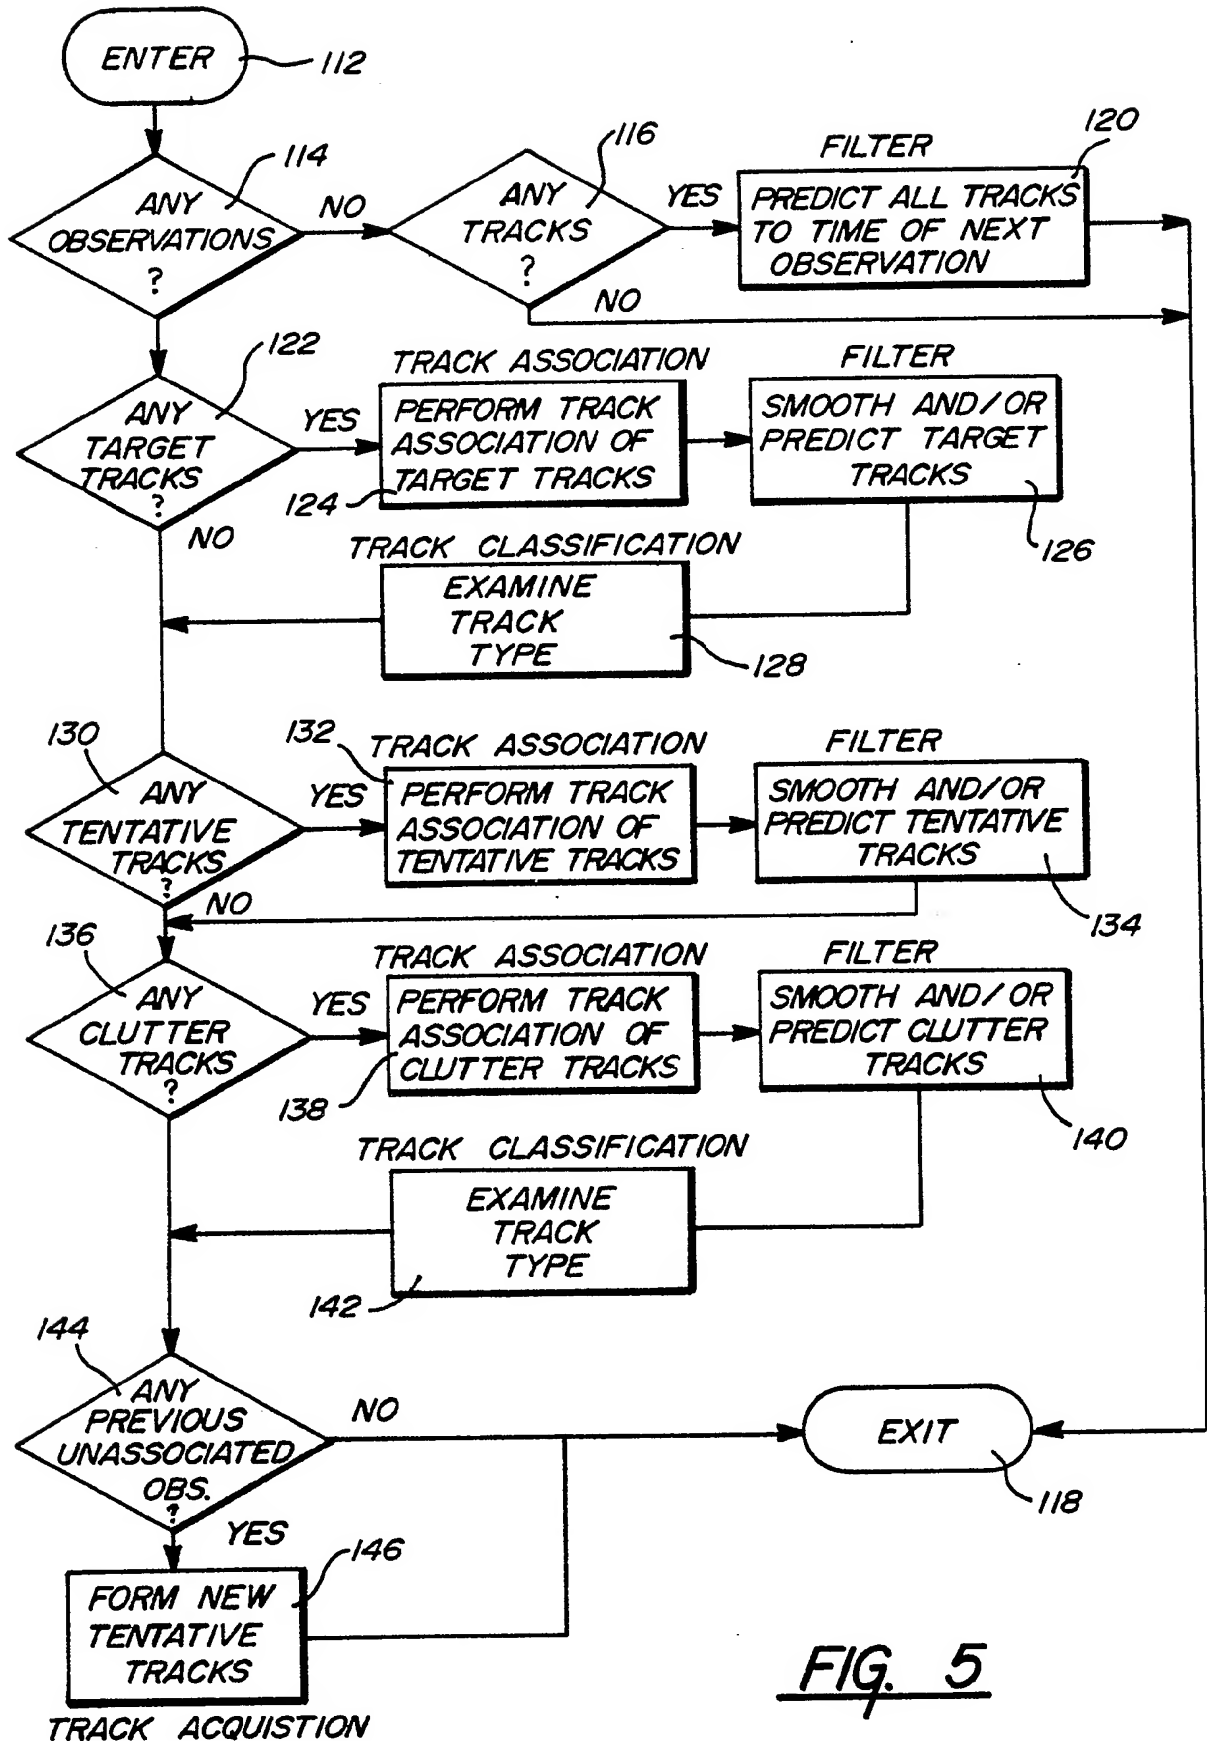 ENTER
112
114
ANY
OBSERVATIONS
?
NO
116
ANY
TRACKS
?
YES
NO
FILTER
120
PREDICT ALL TRACKS
TO TIME OF NEXT
OBSERVATION
122
ANY
TARGET
TRACKS
?
YES
NO
TRACK ASSOCIATION
PERFORM TRACK
ASSOCIATION OF
TARGET TRACKS
124
FILTER
SMOOTH AND/OR
PREDICT TARGET
TRACKS
126
TRACK CLASSIFICATION
EXAMINE
TRACK
TYPE
128
130
ANY
TENTATIVE
TRACKS
?
YES
NO
132
TRACK ASSOCIATION
PERFORM TRACK
ASSOCIATION OF
TENTATIVE TRACKS
FILTER
SMOOTH AND/OR
PREDICT TENTATIVE
TRACKS
134
136
ANY
CLUTTER
TRACKS
?
YES
TRACK ASSOCIATION
PERFORM TRACK
ASSOCIATION OF
CLUTTER TRACKS
138
FILTER
SMOOTH AND/OR
PREDICT CLUTTER
TRACKS
140
TRACK CLASSIFICATION
EXAMINE
TRACK
TYPE
142
144
ANY
PREVIOUS
UNASSOCIATED
OBS.
?
NO
YES
EXIT
118
146
FORM NEW
TENTATIVE
TRACKS
TRACK ACQUISTION
FIG. 5